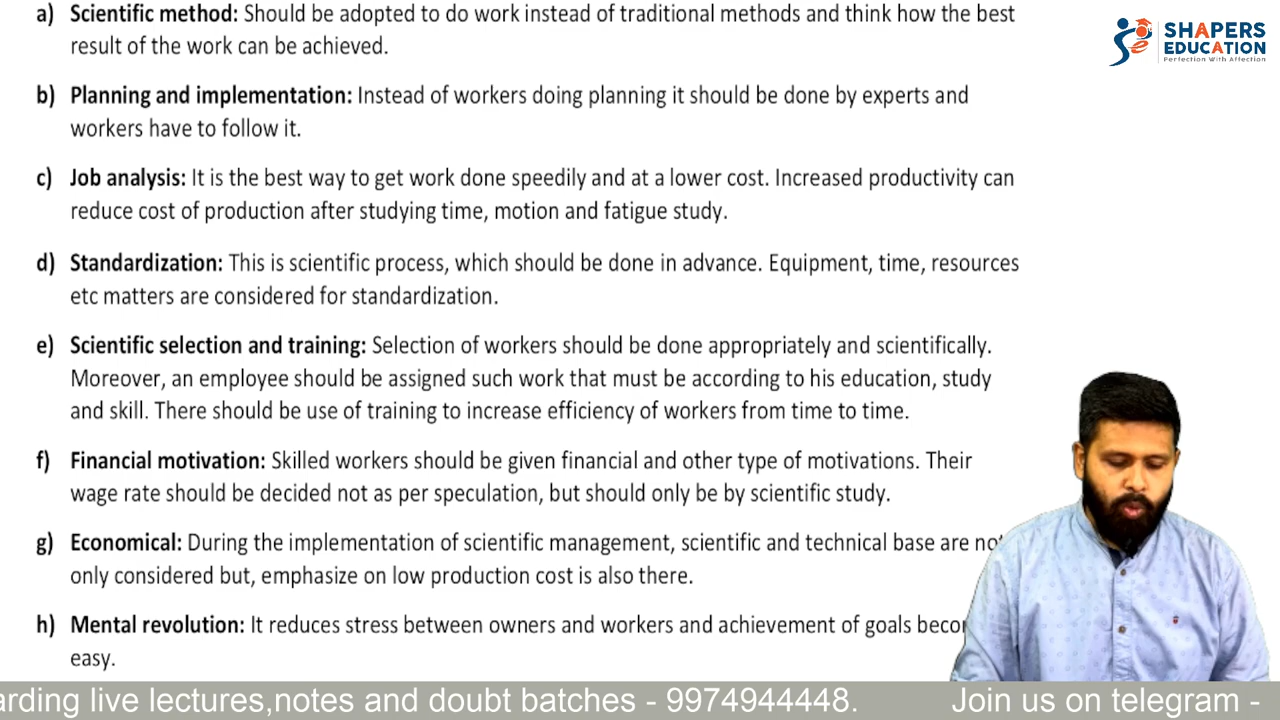 a) Scientific method: Should be adopted to do work instead of traditional methods and think how the best
result of the work can be achieved.
SHAPERS
EDUCATION
Perfection With Affection
b) Planning and implementation: Instead of workers doing planning it should be done by experts and
workers have to follow it.
c) Job analysis: It is the best way to get work done speedily and at a lower cost. Increased productivity can
reduce cost of production after studying time, motion and fatigue study.
d) Standardization: This is scientific process, which should be done in advance. Equipment, time, resources
etc matters are considered for standardization.
e) Scientific selection and training: Selection of workers should be done appropriately and scientifically.
Moreover, an employee should be assigned such work that must be according to his education, study
and skill. There should be use of training to increase efficiency of workers from time to time.
f) Financial motivation: Skilled workers should be given financial and other type of motivations. Their
wage rate should be decided not as per speculation, but should only be by scientific study.
g) Economical: During the implementation of scientific management, scientific and technical base are not
only considered but, emphasize on low production cost is also there.
h) Mental revolution: It reduces stress between owners and workers and achievement of goals
easy.
arding live lectures,notes and doubt batches - 9974944448. Join us on telegram -